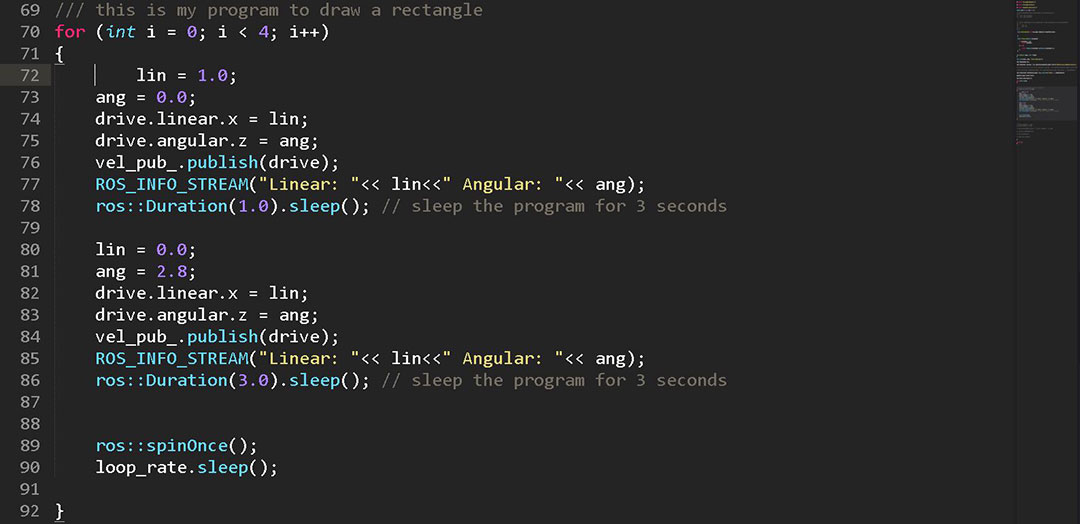 69 /// this is my program to draw a rectangle
70 for (int i = 0; i < 4; i++)
71 {
72 lin = 1.0;
73 ang = 0.0;
74 drive.linear.x = lin;
75 drive.angular.z = ang;
76 vel_pub_.publish(drive);
77 ROS_INFO_STREAM("Linear: "<< lin<<" Angular: "<< ang);
78 ros::Duration(1.0).sleep(); // sleep the program for 3 seconds
79
80 lin = 0.0;
81 ang = 2.8;
82 drive.linear.x = lin;
83 drive.angular.z = ang;
84 vel_pub_.publish(drive);
85 ROS_INFO_STREAM("Linear: "<< lin<<" Angular: "<< ang);
86 ros::Duration(3.0).sleep(); // sleep the program for 3 seconds
87
88
89 ros::spinOnce();
90 loop_rate.sleep();
91
92 }